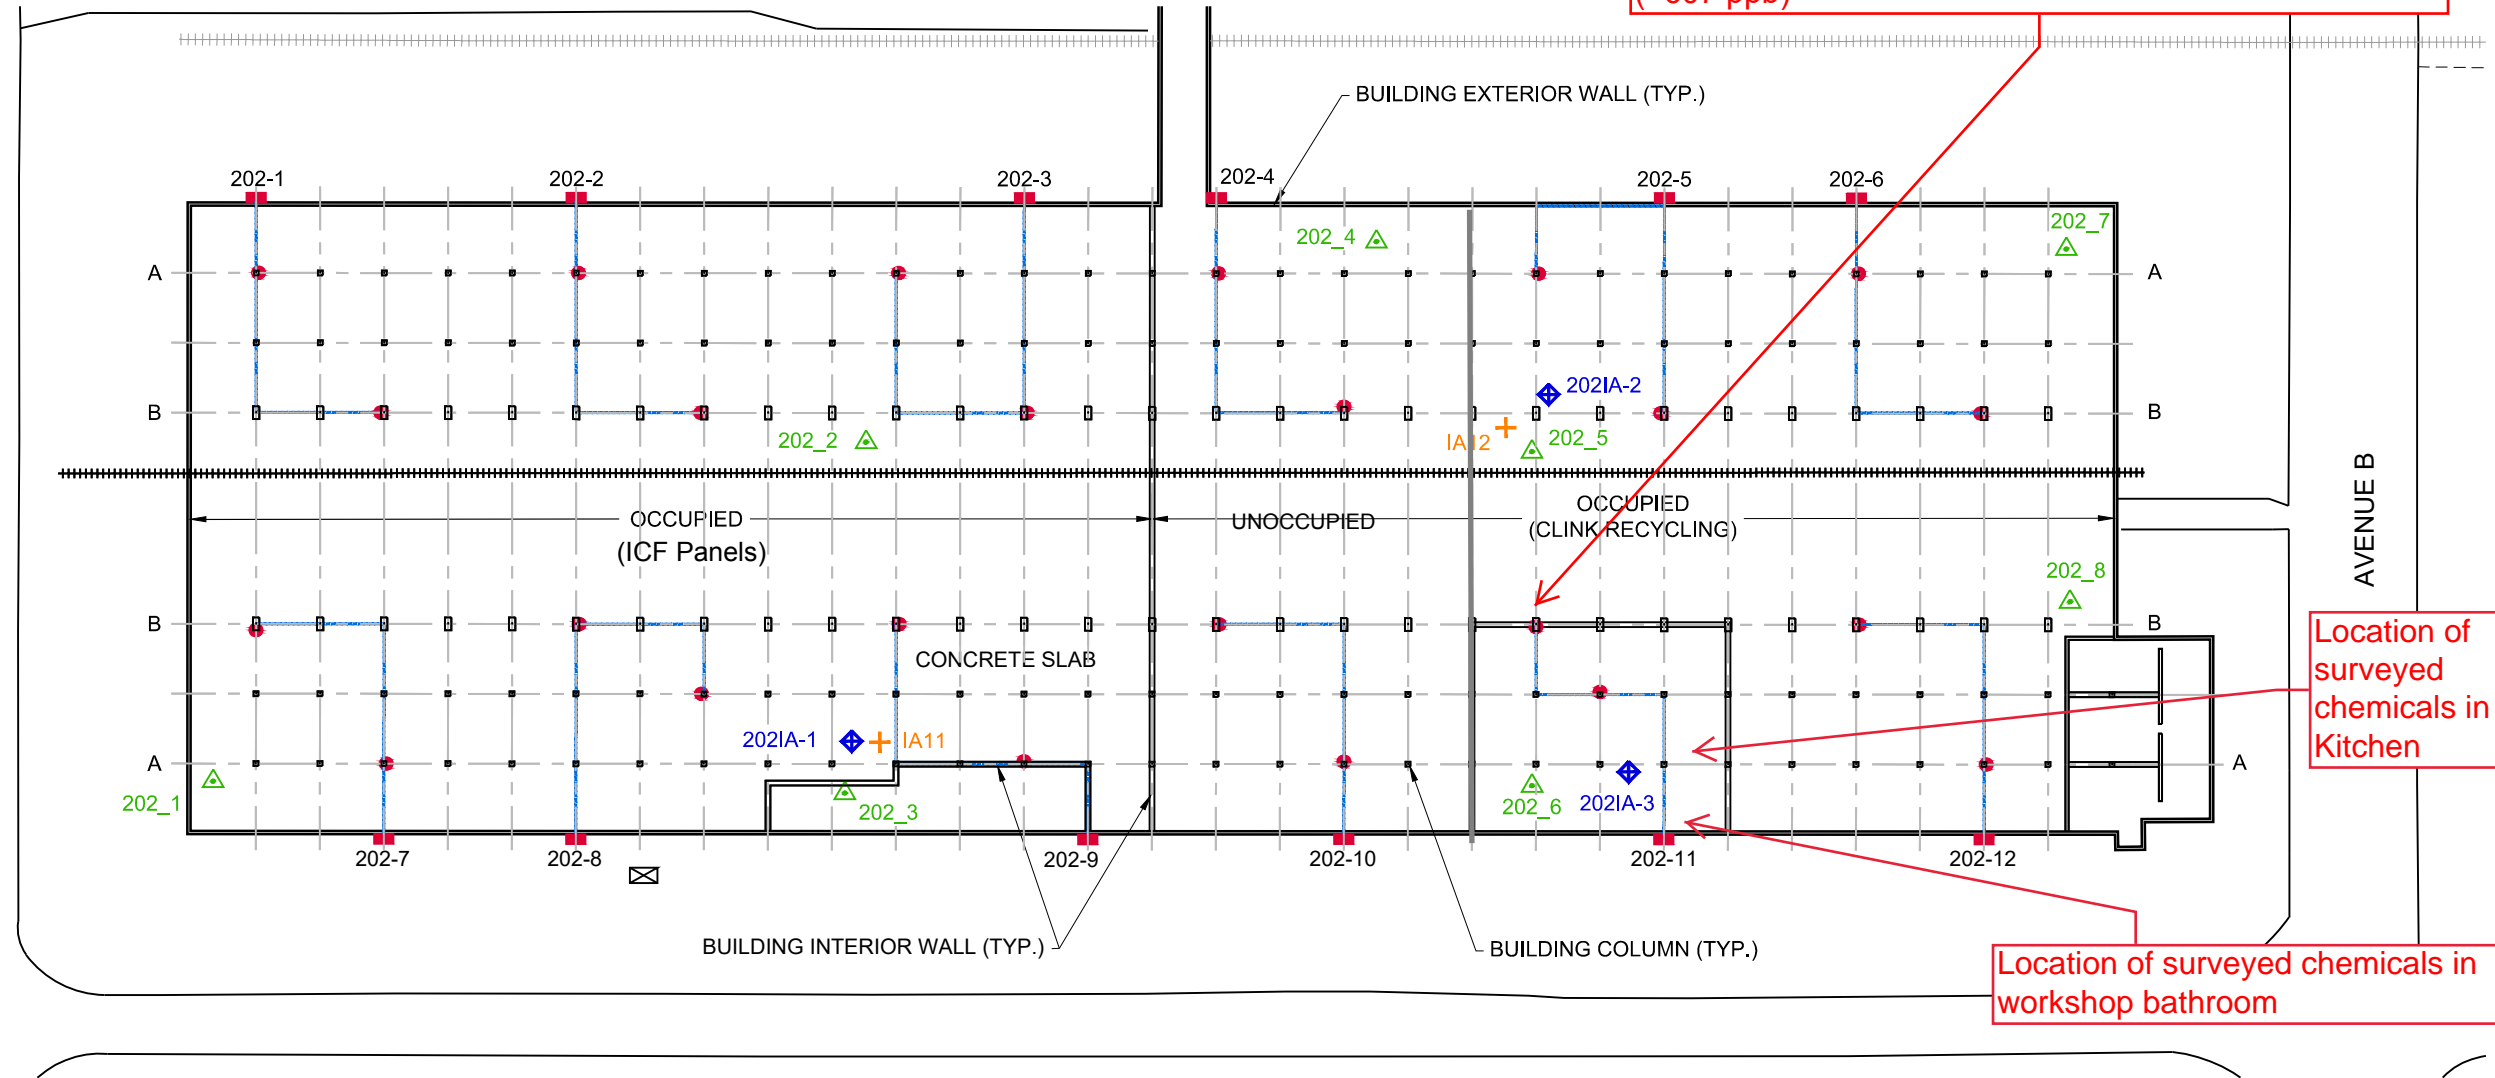 BUILDING EXTERIOR WALL (TYP.)
202-1
202-2
202-3
202-4
202-5
202-6
202_4
202_7
A
A
202IA-2
B
B
202_2
IA12
202_5
AVENUE B
OCCUPIED
(ICF Panels)
UNOCCUPIED
OCCUPIED
(CLINK RECYCLING)
202_8
B
B
Location of
surveyed
chemicals in
Kitchen
CONCRETE SLAB
202IA-1
IA11
A
A
202_1
202_3
202_6
202IA-3
202-7
202-8
202-9
202-10
202-11
202-12
BUILDING INTERIOR WALL (TYP.)
BUILDING COLUMN (TYP.)
Location of surveyed chemicals in
workshop bathroom